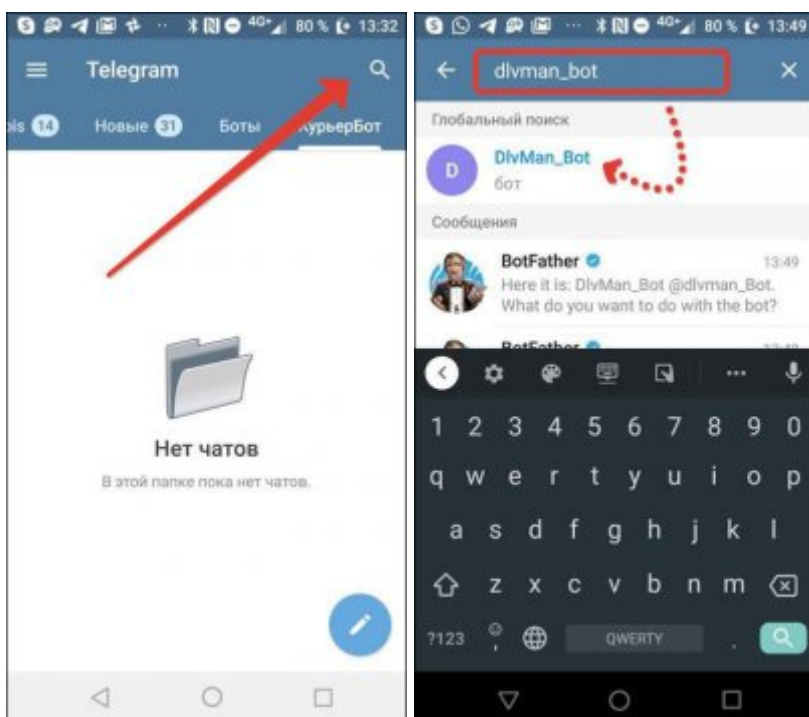 80 % 13:32
Telegram
14 Новые 31 Боты КурьерБот
Нет чатов
В этой папке пока нет чатов.
80 % 13:49
dlvman_bot
Глобальный поиск
D
DlvMan_Bot
бот
Сообщения
BotFather 13:49
Here it is: DlvMan_Bot @dlvman_Bot.
What do you want to do with the bot?
1 2 3 4 5 6 7 8 9 0
q w e r t y u i o p
a s d f g h j k l
z x c v b n m
?123 , QWERTY .